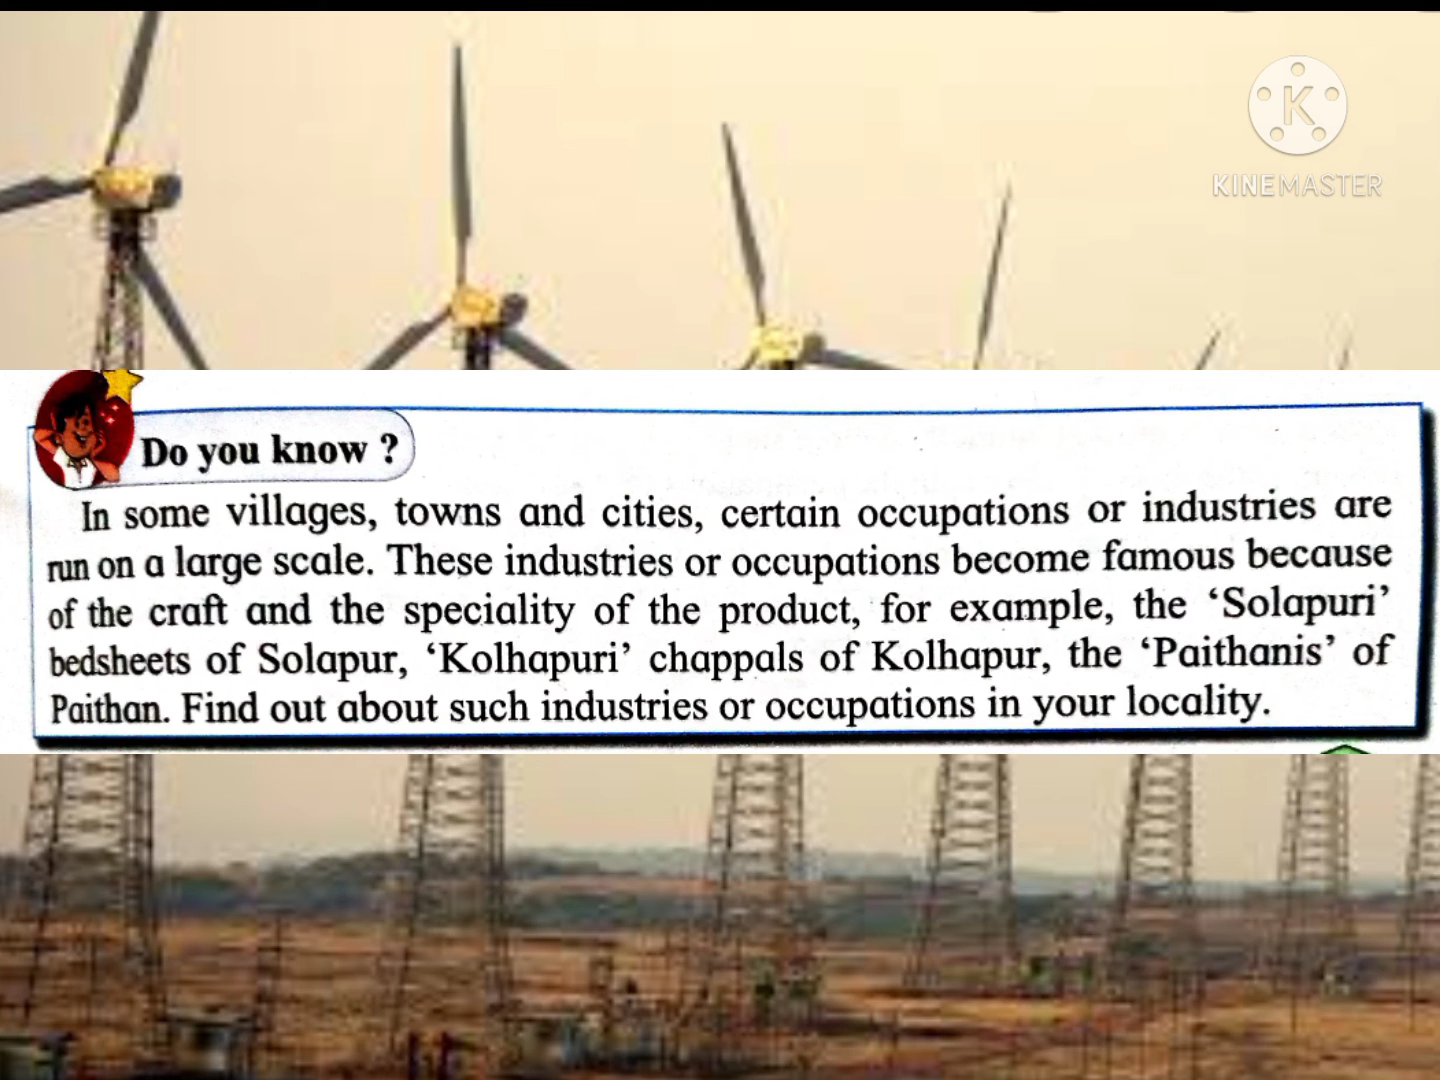 K
KINEMASTER
Do you know ?
In some villages, towns and cities, certain occupations or industries are
run on a large scale. These industries or occupations become famous because
of the craft and the speciality of the product, for example, the ‘Solapuri’
bedsheets of Solapur, ‘Kolhapuri’ chappals of Kolhapur, the ‘Paithanis’ of
Paithan. Find out about such industries or occupations in your locality.